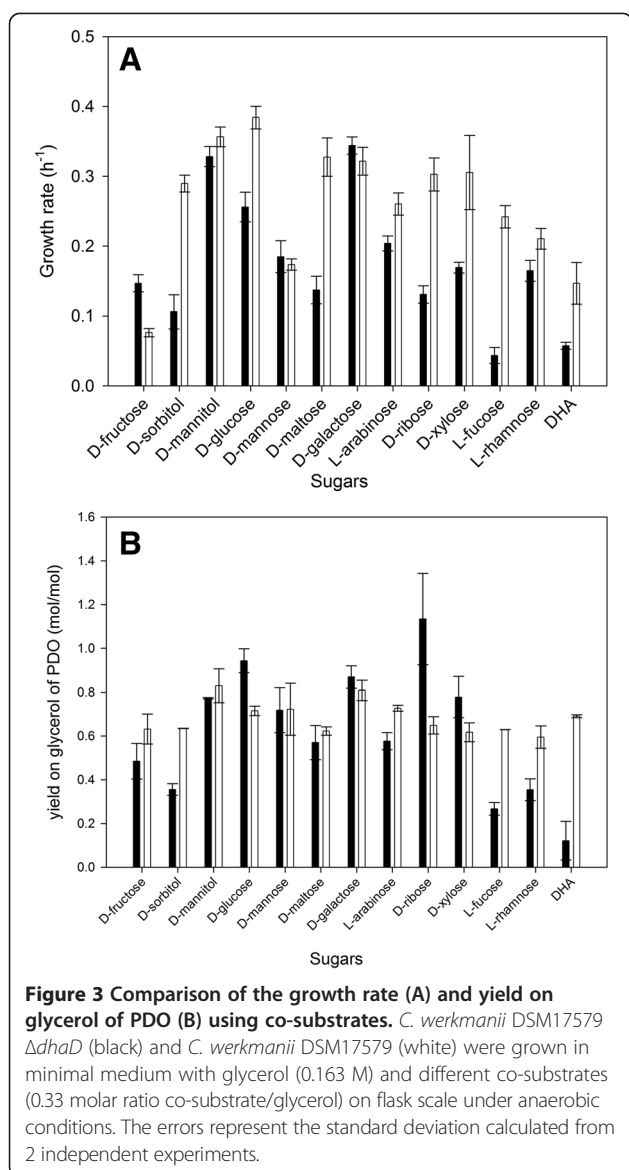 A
0.5
0.4
0.3
0.2
0.1
0.0
Growth rate (h⁻¹)
D-fructose
D-sorbitol
D-mannitol
D-glucose
D-mannose
D-maltose
D-galactose
L-arabinose
D-ribose
D-xylose
L-fucose
L-rhamnose
DHA
Sugars
B
1.6
1.4
1.2
1.0
0.8
0.6
0.4
0.2
0.0
yield on glycerol of PDO (mol/mol)
D-fructose
D-sorbitol
D-mannitol
D-glucose
D-mannose
D-maltose
D-galactose
L-arabinose
D-ribose
D-xylose
L-fucose
L-rhamnose
DHA
Sugars
Figure 3 Comparison of the growth rate (A) and yield on
glycerol of PDO (B) using co-substrates. C. werkmanii DSM17579
ΔdhaD (black) and C. werkmanii DSM17579 (white) were grown in
minimal medium with glycerol (0.163 M) and different co-substrates
(0.33 molar ratio co-substrate/glycerol) on flask scale under anaerobic
conditions. The errors represent the standard deviation calculated from
2 independent experiments.